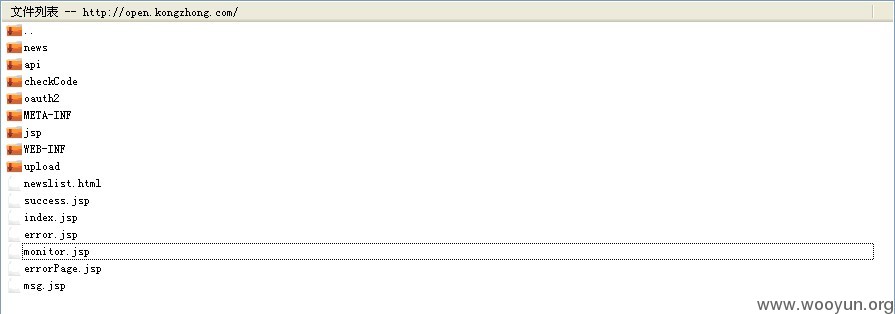 文件列表 -- http://open.kongzhong.com/
..
news
api
checkCode
oauth2
META-INF
jsp
WEB-INF
upload
newslist.html
success.jsp
index.jsp
error.jsp
monitor.jsp
errorPage.jsp
msg.jsp
www.wooyun.org